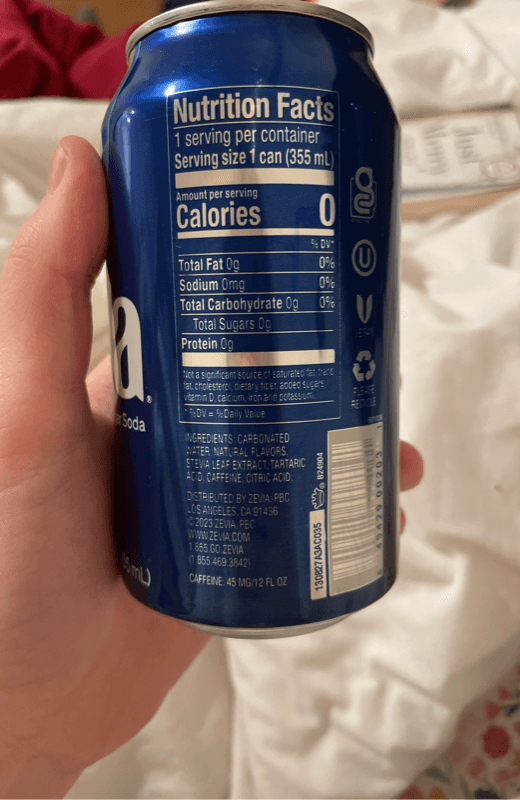 Nutrition Facts
1 serving per container
Serving size 1 can (355 mL)
Amount per serving
Calories 0
% DV*
Total Fat 0g 0%
Sodium 0mg 0%
Total Carbohydrate 0g 0%
Total Sugars 0g
Protein 0g
Not a significant source of saturated fat, trans
fat, cholesterol, dietary fiber, added sugars,
vitamin D, calcium, iron and potassium.
* %DV = %Daily Value
INGREDIENTS: CARBONATED
WATER, NATURAL FLAVORS,
STEVIA LEAF EXTRACT, TARTARIC
ACID, CAFFEINE, CITRIC ACID.
DISTRIBUTED BY ZEVIA, PBC
LOS ANGELES, CA 91436
© 2023 ZEVIA, PBC
WWW.ZEVIA.COM
1.855.GO.ZEVIA
(1.855.469.3842)
CAFFEINE: 45 MG/12 FL OZ
a®
Soda
mL)
U
PLEASE
RECYCLE
B24904
130827A3AC035
49429 00203 1